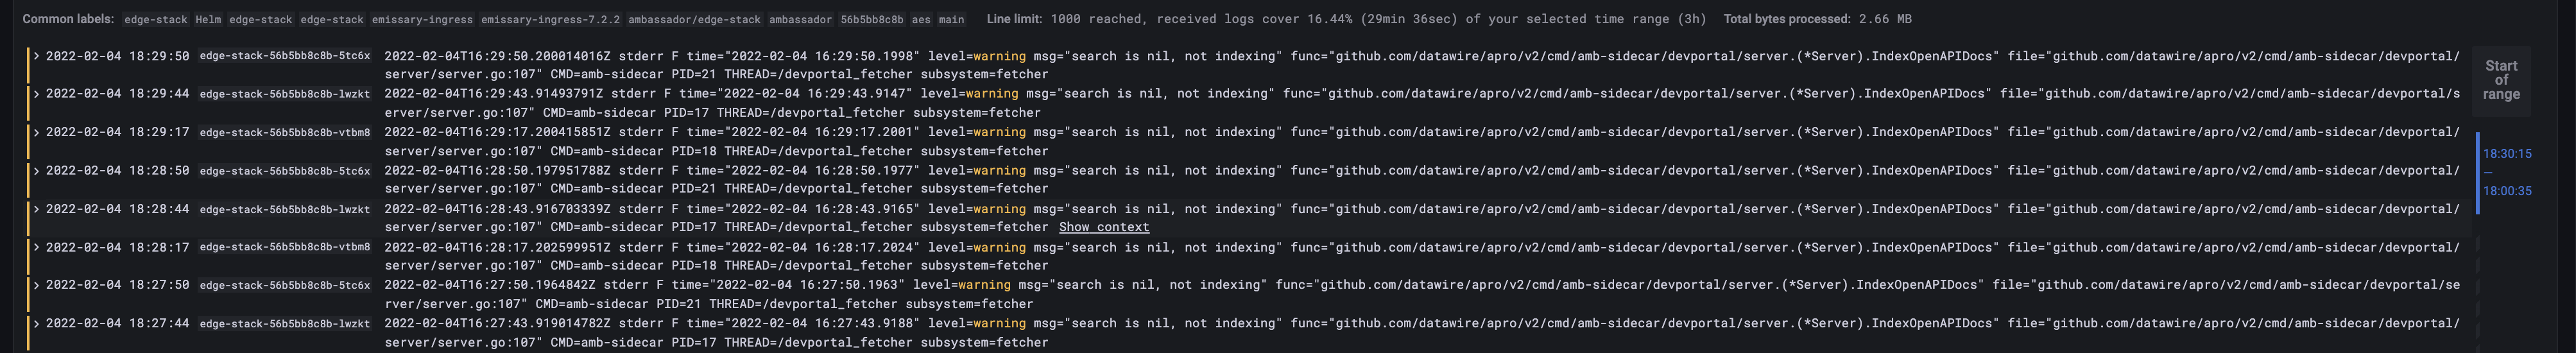 Common labels: edge-stack Helm edge-stack edge-stack emissary-ingress emissary-ingress-7.2.2 ambassador/edge-stack ambassador 56b5bb8c8b aes main Line limit: 1000 reached, received logs cover 16.44% (29min 36sec) of your selected time range (3h) Total bytes processed: 2.66 MB
> 2022-02-04 18:29:50 edge-stack-56b5bb8c8b-5tc6x 2022-02-04T16:29:50.200014016Z stderr F time="2022-02-04 16:29:50.1998" level=warning msg="search is nil, not indexing" func="github.com/datawire/apro/v2/cmd/amb-sidecar/devportal/server.(*Server).IndexOpenAPIDocs" file="github.com/datawire/apro/v2/cmd/amb-sidecar/devportal/
server/server.go:107" CMD=amb-sidecar PID=21 THREAD=/devportal_fetcher subsystem=fetcher
> 2022-02-04 18:29:44 edge-stack-56b5bb8c8b-lwzkt 2022-02-04T16:29:43.91493791Z stderr F time="2022-02-04 16:29:43.9147" level=warning msg="search is nil, not indexing" func="github.com/datawire/apro/v2/cmd/amb-sidecar/devportal/server.(*Server).IndexOpenAPIDocs" file="github.com/datawire/apro/v2/cmd/amb-sidecar/devportal/s
erver/server.go:107" CMD=amb-sidecar PID=17 THREAD=/devportal_fetcher subsystem=fetcher
> 2022-02-04 18:29:17 edge-stack-56b5bb8c8b-vtbm8 2022-02-04T16:29:17.200415851Z stderr F time="2022-02-04 16:29:17.2001" level=warning msg="search is nil, not indexing" func="github.com/datawire/apro/v2/cmd/amb-sidecar/devportal/server.(*Server).IndexOpenAPIDocs" file="github.com/datawire/apro/v2/cmd/amb-sidecar/devportal/
server/server.go:107" CMD=amb-sidecar PID=18 THREAD=/devportal_fetcher subsystem=fetcher
> 2022-02-04 18:28:50 edge-stack-56b5bb8c8b-5tc6x 2022-02-04T16:28:50.197951788Z stderr F time="2022-02-04 16:28:50.1977" level=warning msg="search is nil, not indexing" func="github.com/datawire/apro/v2/cmd/amb-sidecar/devportal/server.(*Server).IndexOpenAPIDocs" file="github.com/datawire/apro/v2/cmd/amb-sidecar/devportal/
server/server.go:107" CMD=amb-sidecar PID=21 THREAD=/devportal_fetcher subsystem=fetcher
> 2022-02-04 18:28:44 edge-stack-56b5bb8c8b-lwzkt 2022-02-04T16:28:43.916703339Z stderr F time="2022-02-04 16:28:43.9165" level=warning msg="search is nil, not indexing" func="github.com/datawire/apro/v2/cmd/amb-sidecar/devportal/server.(*Server).IndexOpenAPIDocs" file="github.com/datawire/apro/v2/cmd/amb-sidecar/devportal/
server/server.go:107" CMD=amb-sidecar PID=17 THREAD=/devportal_fetcher subsystem=fetcher Show context
> 2022-02-04 18:28:17 edge-stack-56b5bb8c8b-vtbm8 2022-02-04T16:28:17.202599951Z stderr F time="2022-02-04 16:28:17.2024" level=warning msg="search is nil, not indexing" func="github.com/datawire/apro/v2/cmd/amb-sidecar/devportal/server.(*Server).IndexOpenAPIDocs" file="github.com/datawire/apro/v2/cmd/amb-sidecar/devportal/
server/server.go:107" CMD=amb-sidecar PID=18 THREAD=/devportal_fetcher subsystem=fetcher
> 2022-02-04 18:27:50 edge-stack-56b5bb8c8b-5tc6x 2022-02-04T16:27:50.1964842Z stderr F time="2022-02-04 16:27:50.1963" level=warning msg="search is nil, not indexing" func="github.com/datawire/apro/v2/cmd/amb-sidecar/devportal/server.(*Server).IndexOpenAPIDocs" file="github.com/datawire/apro/v2/cmd/amb-sidecar/devportal/se
rver/server.go:107" CMD=amb-sidecar PID=21 THREAD=/devportal_fetcher subsystem=fetcher
> 2022-02-04 18:27:44 edge-stack-56b5bb8c8b-lwzkt 2022-02-04T16:27:43.919014782Z stderr F time="2022-02-04 16:27:43.9188" level=warning msg="search is nil, not indexing" func="github.com/datawire/apro/v2/cmd/amb-sidecar/devportal/server.(*Server).IndexOpenAPIDocs" file="github.com/datawire/apro/v2/cmd/amb-sidecar/devportal/
server/server.go:107" CMD=amb-sidecar PID=17 THREAD=/devportal_fetcher subsystem=fetcher
Start
of
range
18:30:15
—
18:00:35